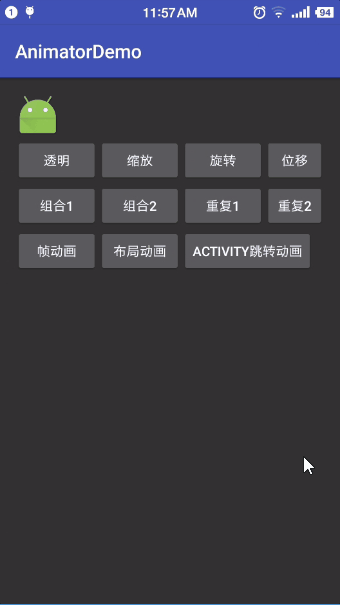 1 11:57 AM 94
AnimatorDemo
透明 缩放 旋转 位移
组合1 组合2 重复1 重复2
帧动画 布局动画 ACTIVITY跳转动画